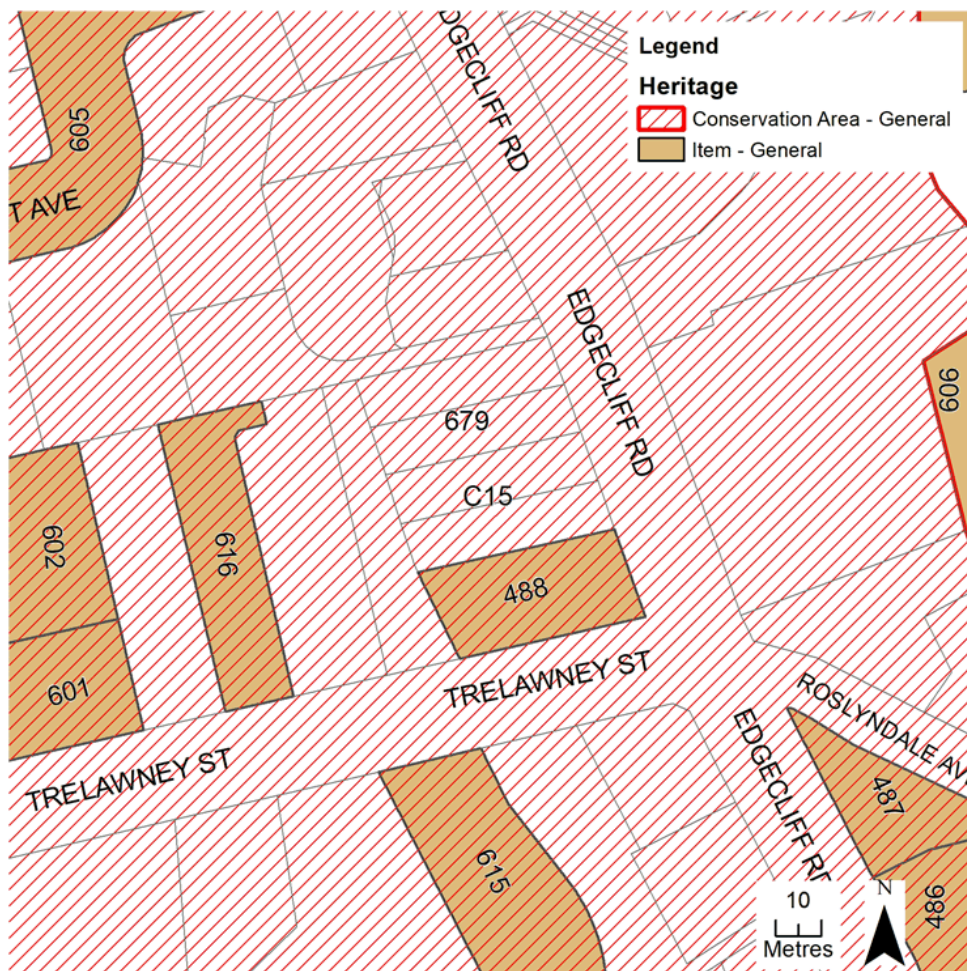 EDGECLIFF RD
Legend
Heritage
Conservation Area - General
Item - General
605
T AVE
EDGECLIFF RD
679
C15
602
616
488
601
TRELAWNEY ST
TRELAWNEY ST
ROSLYNDALE AV
EDGECLIFF RD
487
615
486
10
Metres
N